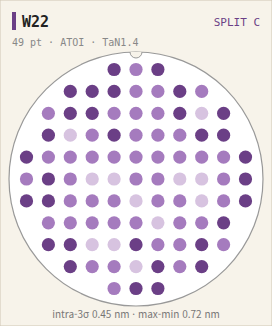 W22
SPLIT C
49 pt · ATOI · TaN1.4
intra-3σ 0.45 nm · max-min 0.72 nm